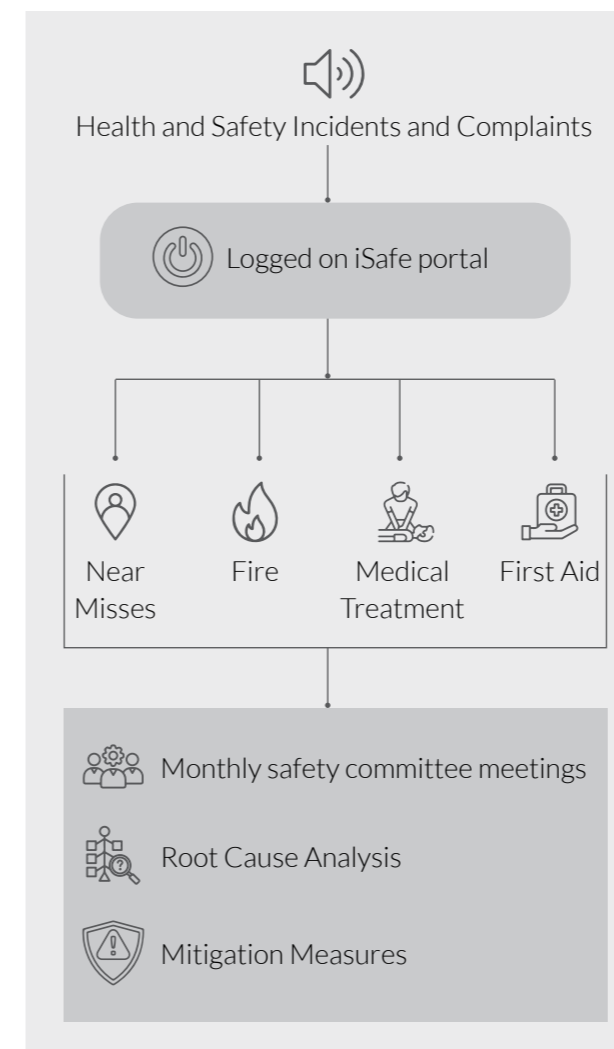 Health and Safety Incidents and Complaints
Logged on iSafe portal
Near
Misses
Fire
Medical
Treatment
First Aid
Monthly safety committee meetings
Root Cause Analysis
Mitigation Measures